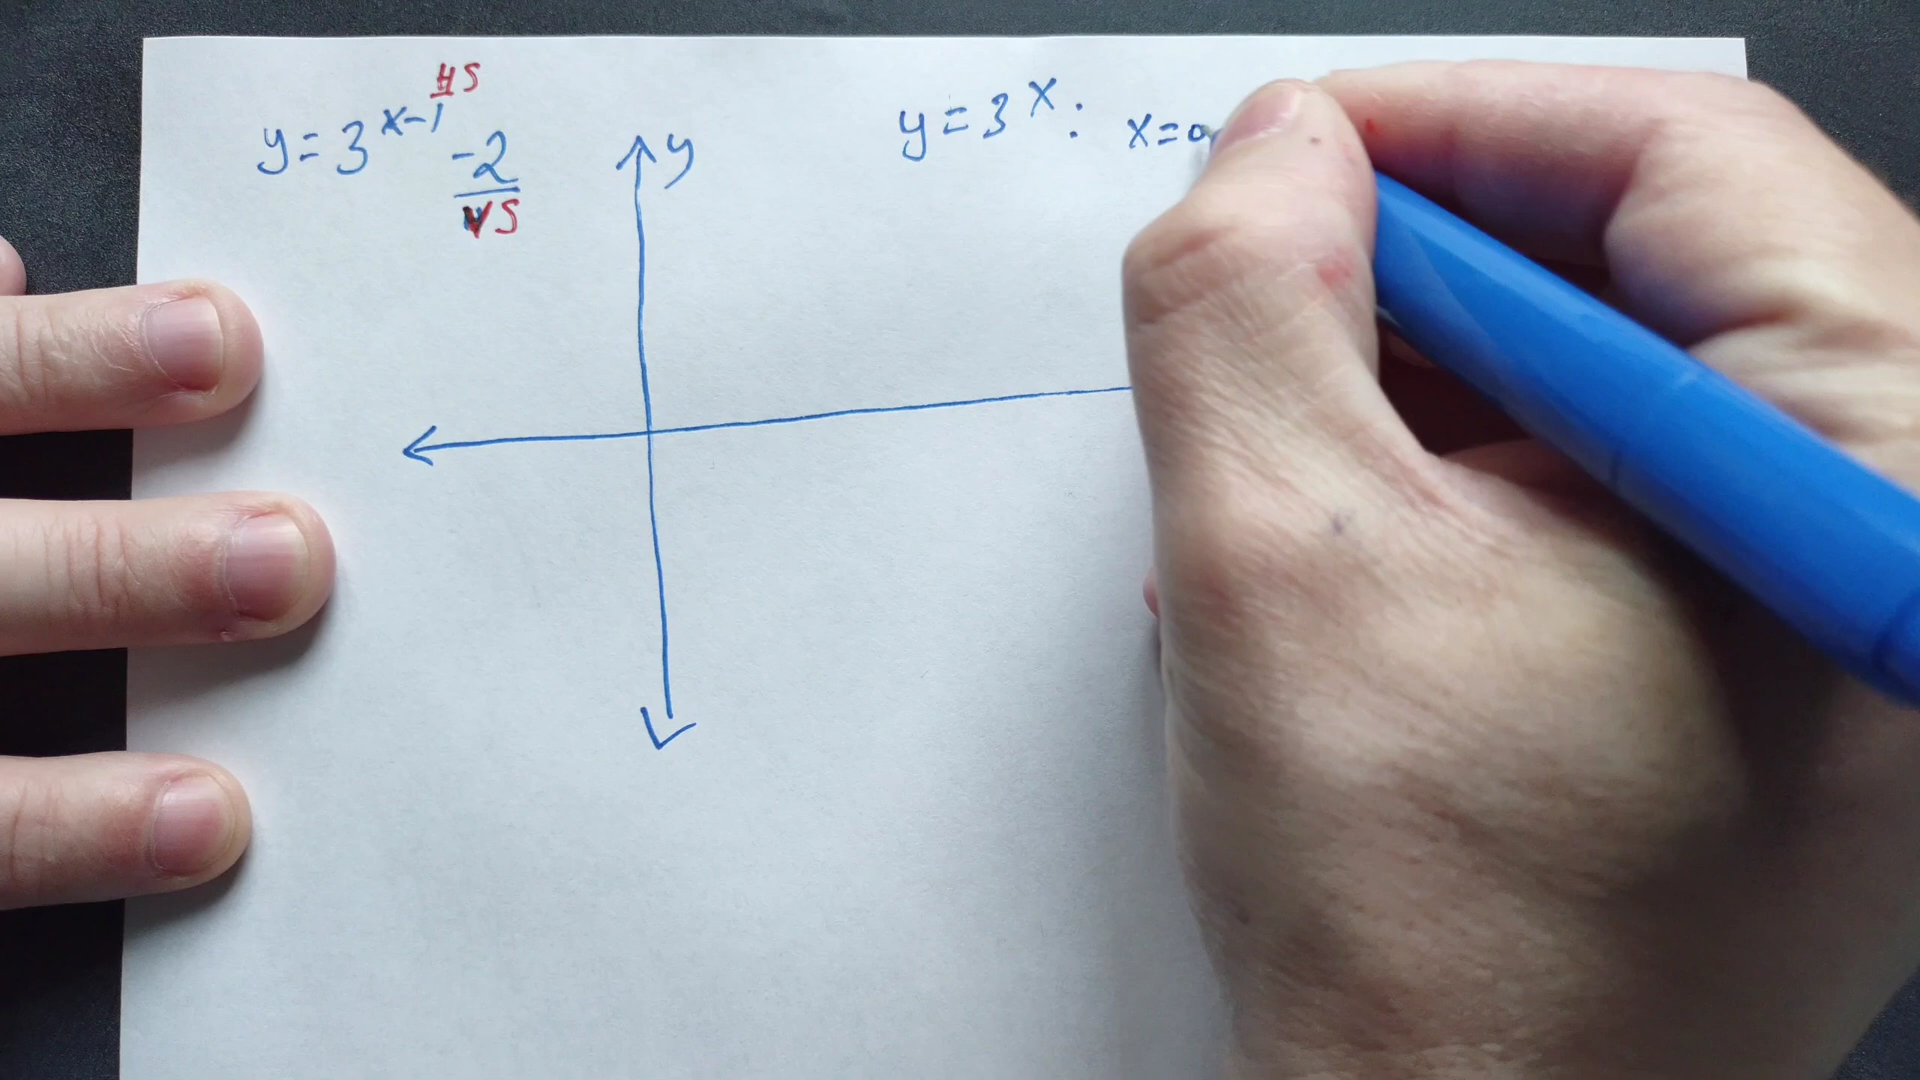 HS
y = 3^(x-1) - 2
VS
y
y = 3^x : x=0